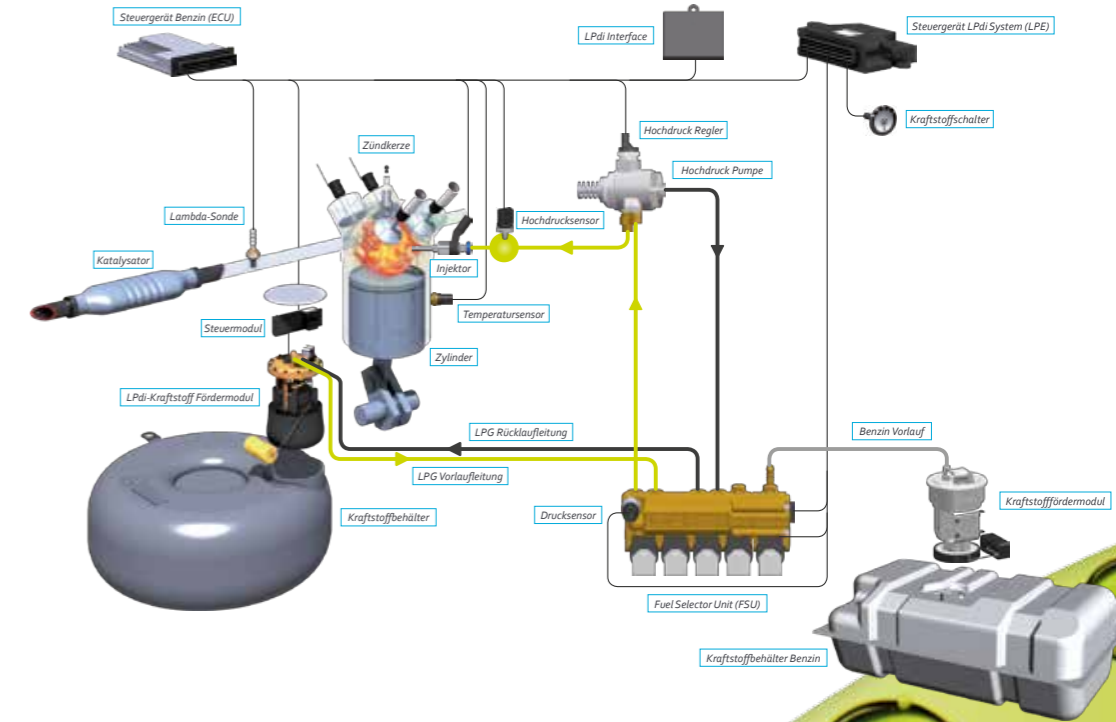 Steuergerät Benzin (ECU)
LPdi Interface
Steuergerät LPdi System (LPE)
Kraftstoffschalter
Hochdruck Regler
Zündkerze
Hochdruck Pumpe
Lambda-Sonde
Hochdrucksensor
Katalysator
Injektor
Temperatursensor
Steuermodul
Zylinder
LPdi-Kraftstoff Fördermodul
LPG Rücklaufleitung
Benzin Vorlauf
LPG Vorlaufleitung
Kraftstofffördermodul
Kraftstoffbehälter
Drucksensor
Fuel Selector Unit (FSU)
Kraftstoffbehälter Benzin